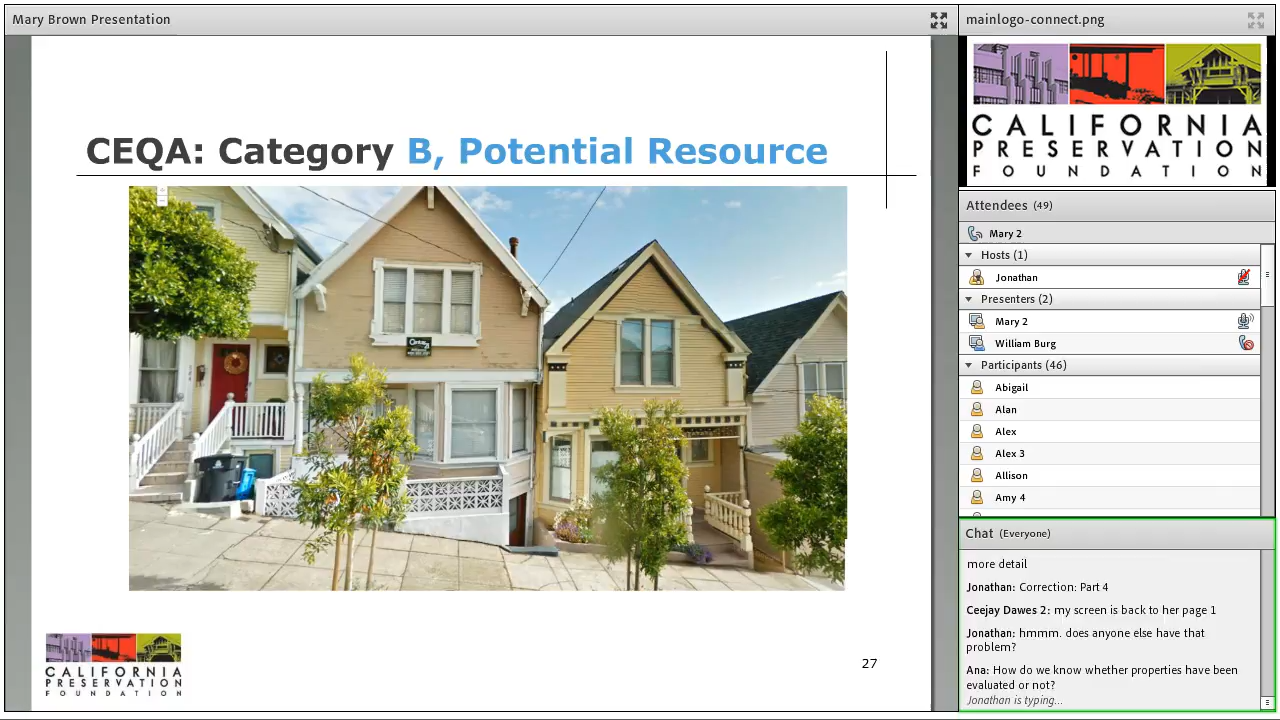 Mary Brown Presentation
CEQA: Category B, Potential Resource
CALIFORNIA
PRESERVATION
FOUNDATION
27
mainlogo-connect.png
CALIFORNIA
PRESERVATION
FOUNDATION
Attendees (49)
Mary 2
Hosts (1)
Jonathan
Presenters (2)
Mary 2
William Burg
Participants (46)
Abigail
Alan
Alex
Alex 3
Allison
Amy 4
Chat (Everyone)
more detail
Jonathan: Correction: Part 4
Ceejay Dawes 2: my screen is back to her page 1
Jonathan: hmmm. does anyone else have that
problem?
Ana: How do we know whether properties have been
evaluated or not?
Jonathan is typing...